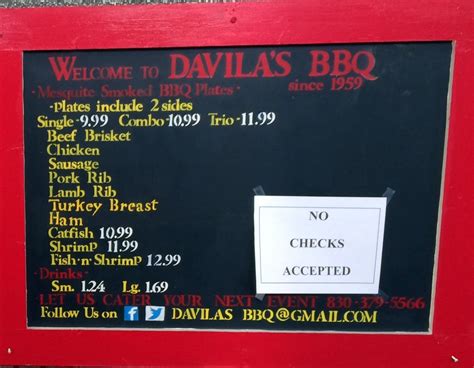 WELCOME TO DAVILA'S BBQ
since 1959
·Mesquite Smoked BBQ Plates·
·Plates include 2 sides
Single·9.99 Combo·10.99 Trio·11.99
Beef Brisket
Chicken
Sausage
Pork Rib
Lamb Rib
Turkey Breast
Ham
Catfish 10.99
Shrimp 11.99
Fish·n·Shrimp 12.99
·Drinks·
Sm. 1.24 Lg. 1.69
NO
CHECKS
ACCEPTED
LET US CATER YOUR NEXT EVENT 830-379-5566
Follow Us on f DAVILAS BBQ@GMAIL.COM